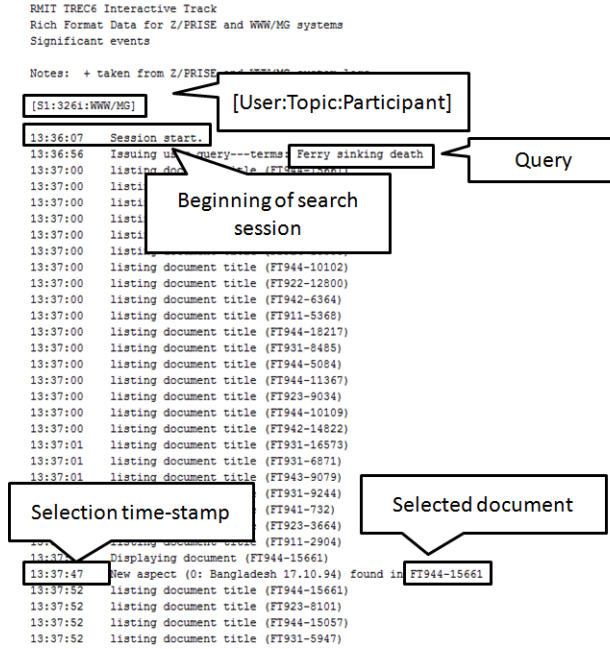 RMIT TREC6 Interactive Track
Rich Format Data for Z/PRISE and WWW/MG systems
Significant events
Notes: + taken from Z/PRISE and WWW/MG system logs
[S1:326i:WWW/MG]
[User:Topic:Participant]
13:36:07 Session start.
13:36:56 Issuing query---terms: Ferry sinking death
Query
13:37:00 listing title (FT944-15661)
13:37:00
13:37:00
13:37:00
13:37:00
13:37:00
Beginning of search
session
13:37:00 listing document title (FT944-10102)
13:37:00 listing document title (FT922-12800)
13:37:00 listing document title (FT942-6364)
13:37:00 listing document title (FT911-5368)
13:37:00 listing document title (FT944-18217)
13:37:00 listing document title (FT931-8485)
13:37:00 listing document title (FT944-5084)
13:37:00 listing document title (FT944-11367)
13:37:00 listing document title (FT923-9034)
13:37:00 listing document title (FT944-10109)
13:37:00 listing document title (FT942-14822)
13:37:01 listing document title (FT931-16573)
13:37:01 listing document title (FT931-6871)
13:37:01 listing document title (FT943-9079)
(FT931-9244)
(FT941-732)
(FT923-3664)
Selection time-stamp
Selected document
listing document title (FT911-2904)
Displaying document (FT944-15661)
13:37:47 New aspect (0: Bangladesh 17.10.94) found in FT944-15661
13:37:52 listing document title (FT944-15661)
13:37:52 listing document title (FT923-8101)
13:37:52 listing document title (FT944-15057)
13:37:52 listing document title (FT931-5947)